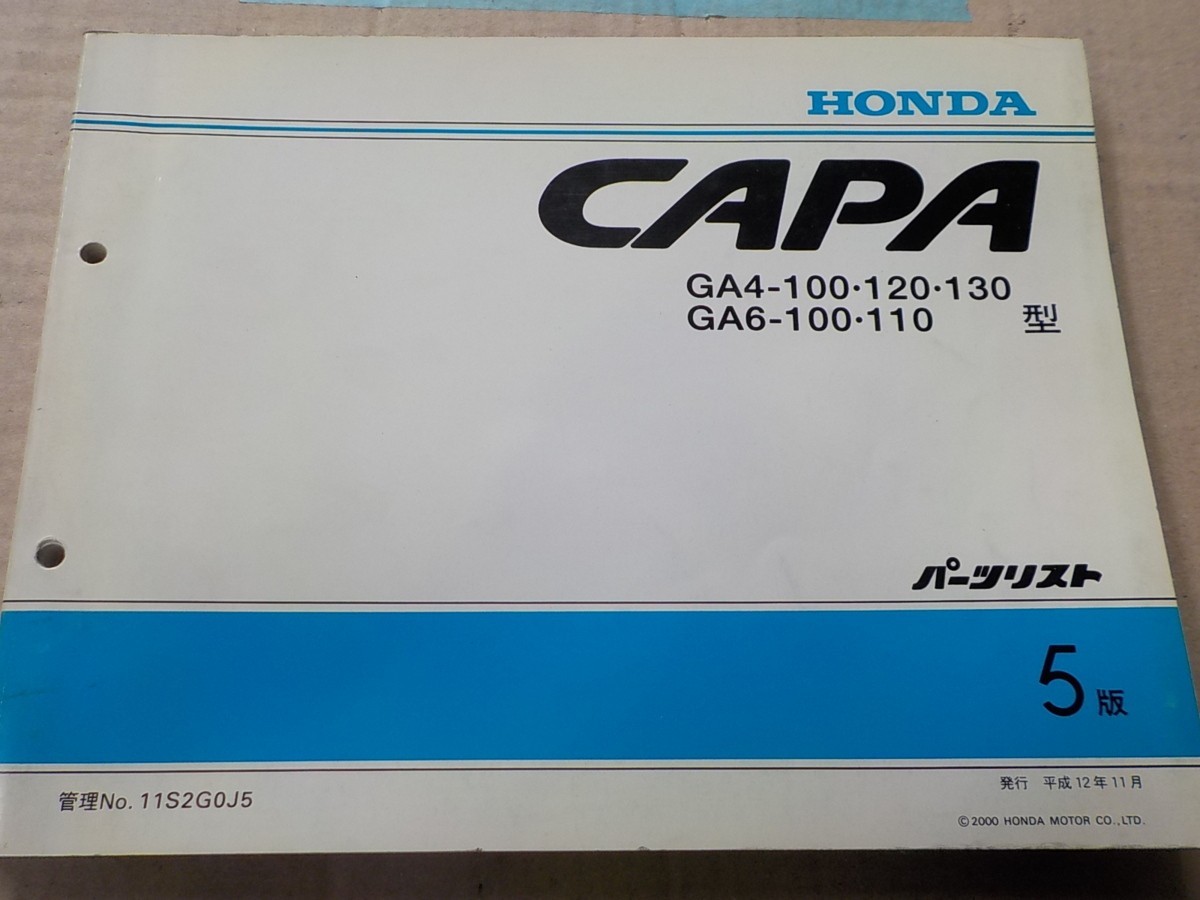 HONDA
CAPA
GA4-100・120・130
GA6-100・110 型
パーツリスト
5版
発行 平成12年11月
管理No. 11S2G0J5
©2000 HONDA MOTOR CO.,LTD.